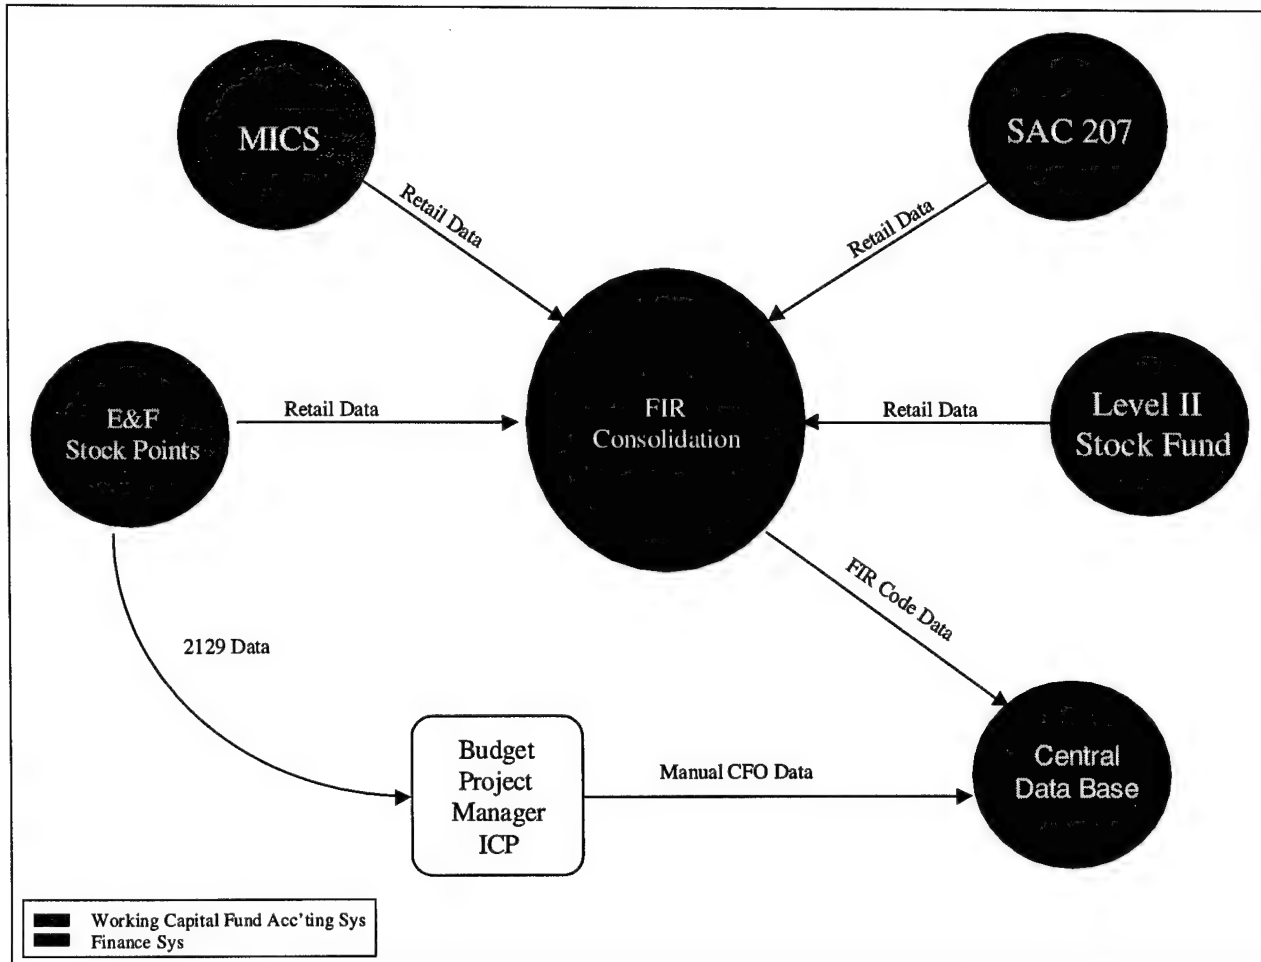 MICS
SAC 207
Retail Data
Retail Data
E&F
Stock Points
Retail Data
FIR
Consolidation
Retail Data
Level II
Stock Fund
FIR Code Data
2129 Data
Budget
Project
Manager
ICP
Manual CFO Data
Central
Data Base
Working Capital Fund Acc'ting Sys
Finance Sys